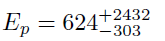 $E_p = 624^{+2432}_{-303}$